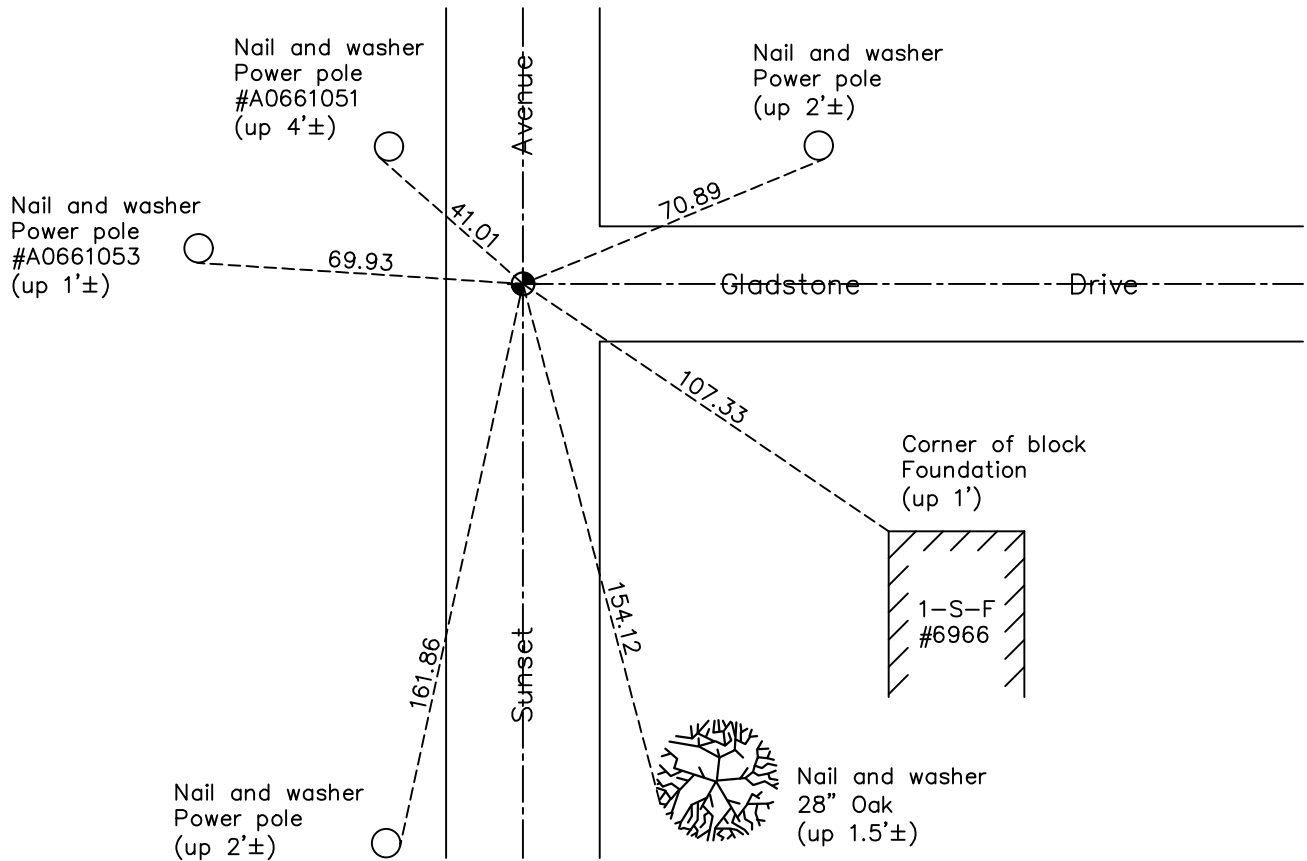 Nail and washer
Power pole
#A0661051
(up 4'±)
Avenue
Nail and washer
Power pole
(up 2'±)
Nail and washer
Power pole
#A0661053
(up 1'±)
41.01
70.89
69.93
Gladstone Drive
107.33
Corner of block
Foundation
(up 1')
154.12
1-S-F
#6966
161.86
Sunset
Nail and washer
28" Oak
(up 1.5'±)
Nail and washer
Power pole
(up 2'±)